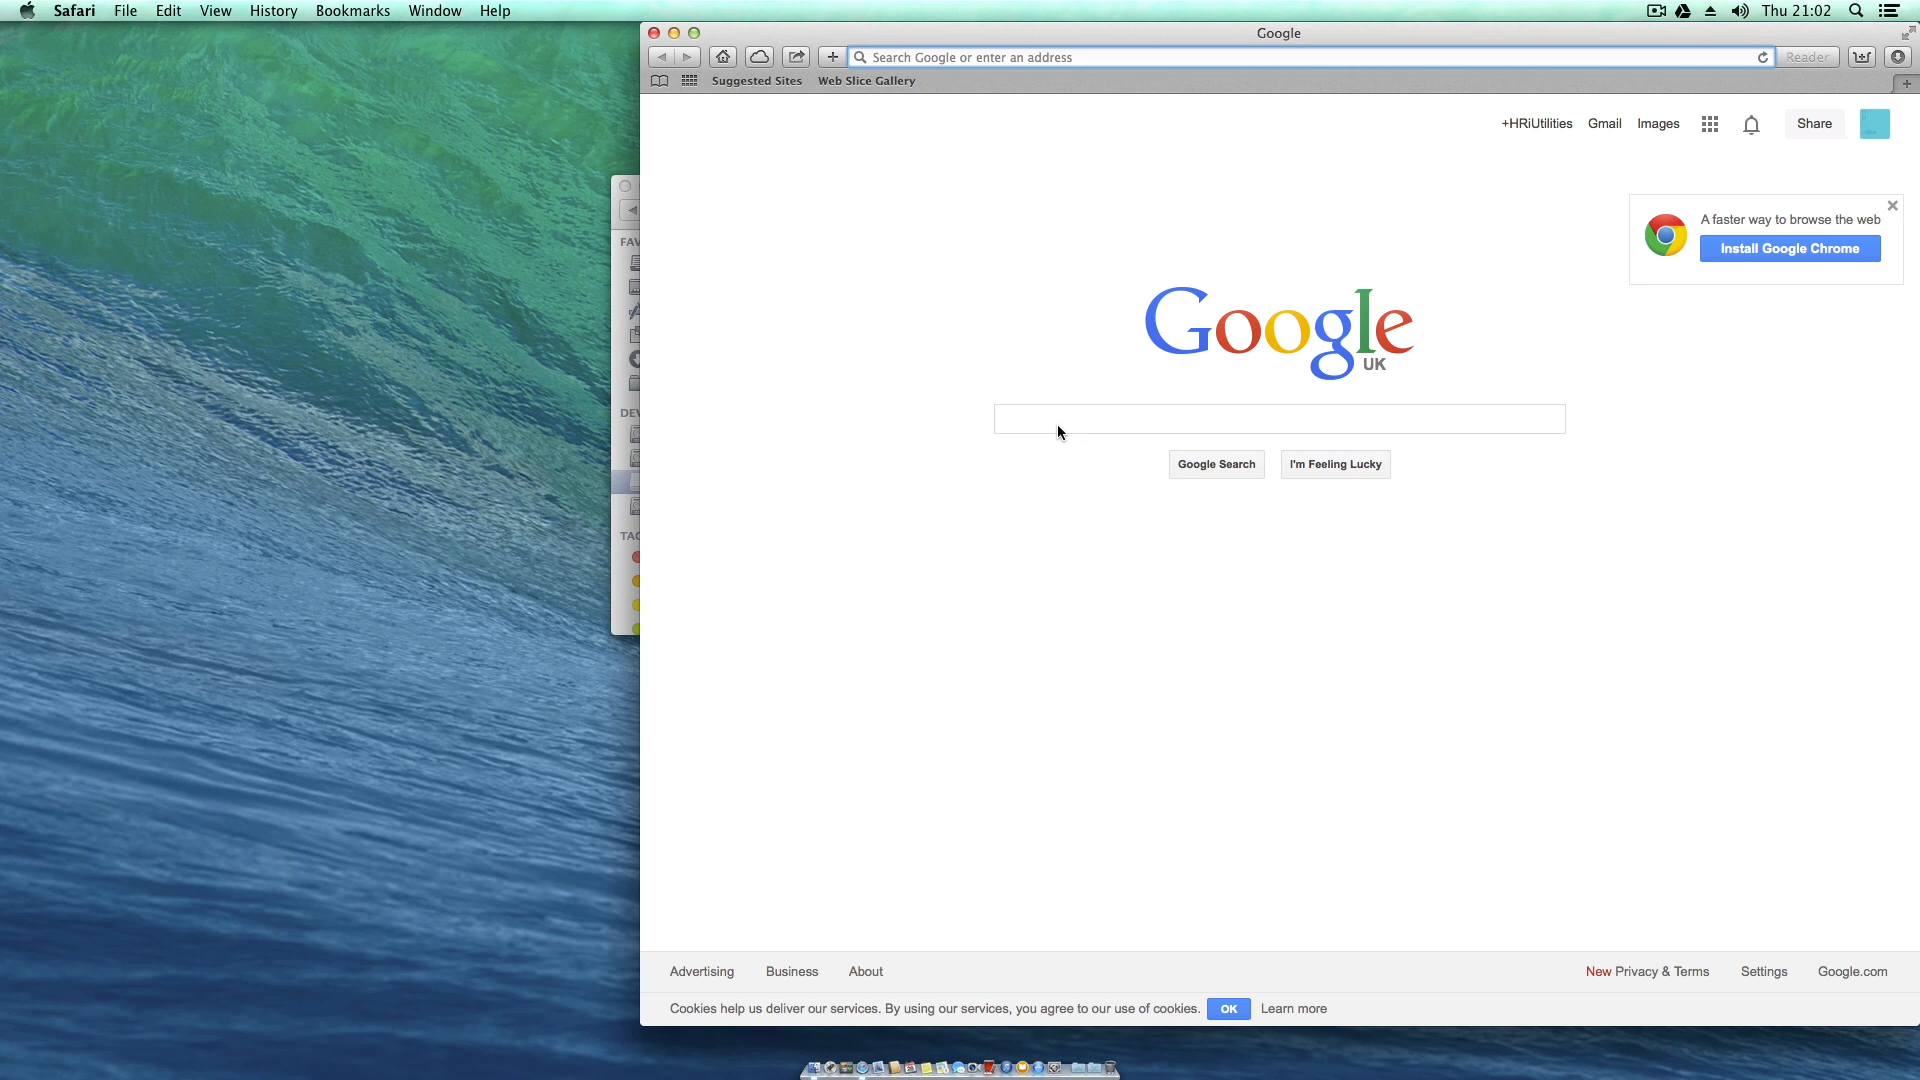 Safari File Edit View History Bookmarks Window Help Thu 21:02
Google
Search Google or enter an address Reader
Suggested Sites Web Slice Gallery
+HRiUtilities Gmail Images Share
A faster way to browse the web
Install Google Chrome
Google
UK
Google Search I'm Feeling Lucky
FAV
DEV
TAG
Advertising Business About New Privacy & Terms Settings Google.com
Cookies help us deliver our services. By using our services, you agree to our use of cookies. OK Learn more